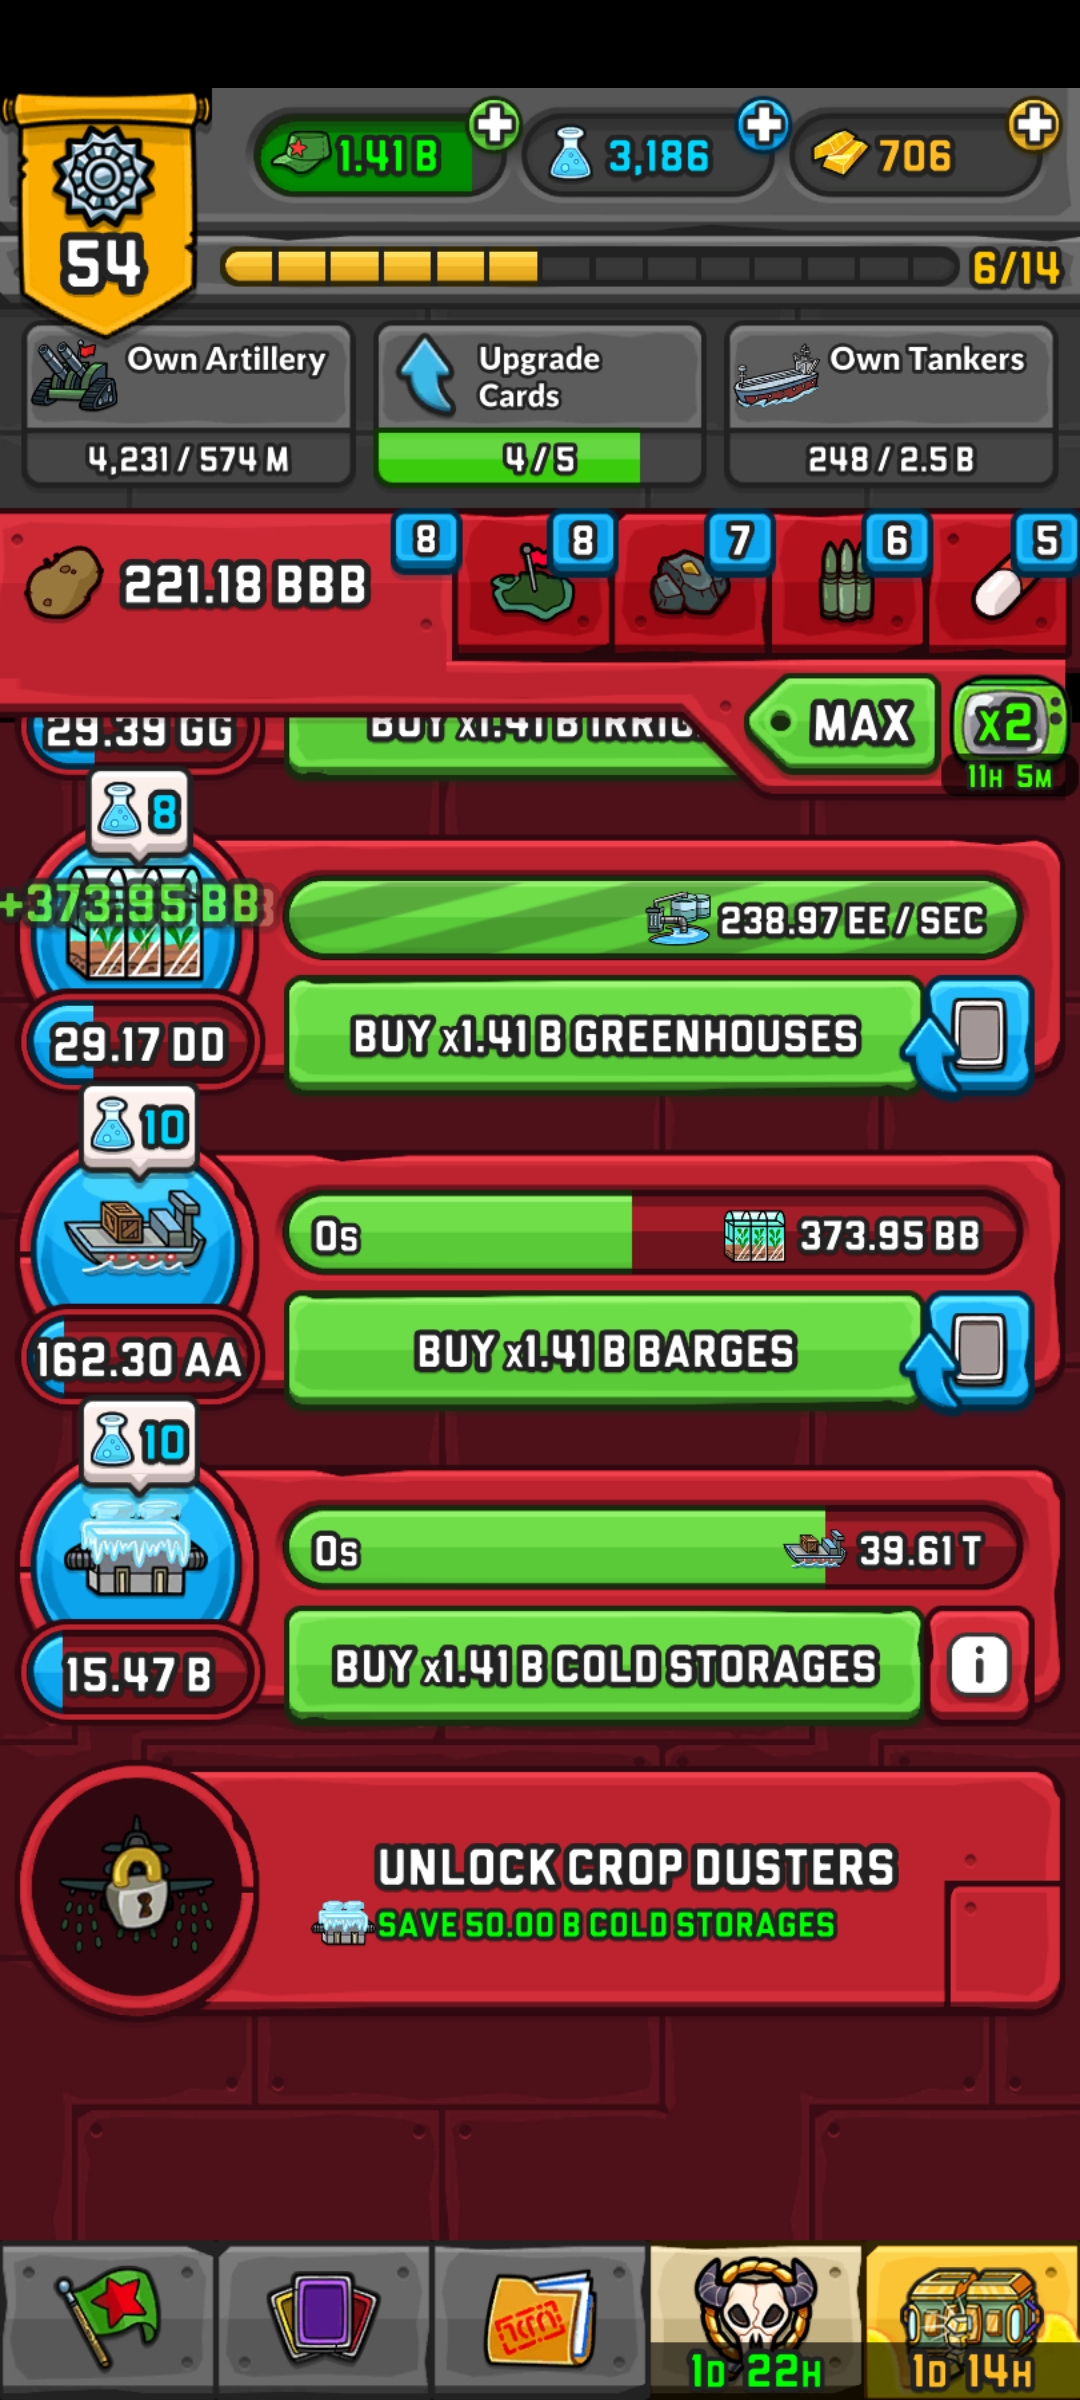 1.41 B
3,186
706
54
6/14
Own Artillery
4,231 / 574 M
Upgrade
Cards
4 / 5
Own Tankers
248 / 2.5 B
221.18 BBB
8
8
7
6
5
MAX
X2
11H 5M
29.39 GG
BUY x1.41 B IRRIG
8
+373.95 BB
238.97 EE / SEC
29.17 DD
BUY x1.41 B GREENHOUSES
10
0s
373.95 BB
162.30 AA
BUY x1.41 B BARGES
10
0s
39.61 T
15.47 B
BUY x1.41 B COLD STORAGES
i
UNLOCK CROP DUSTERS
SAVE 50.00 B COLD STORAGES
1D 22H
1D 14H